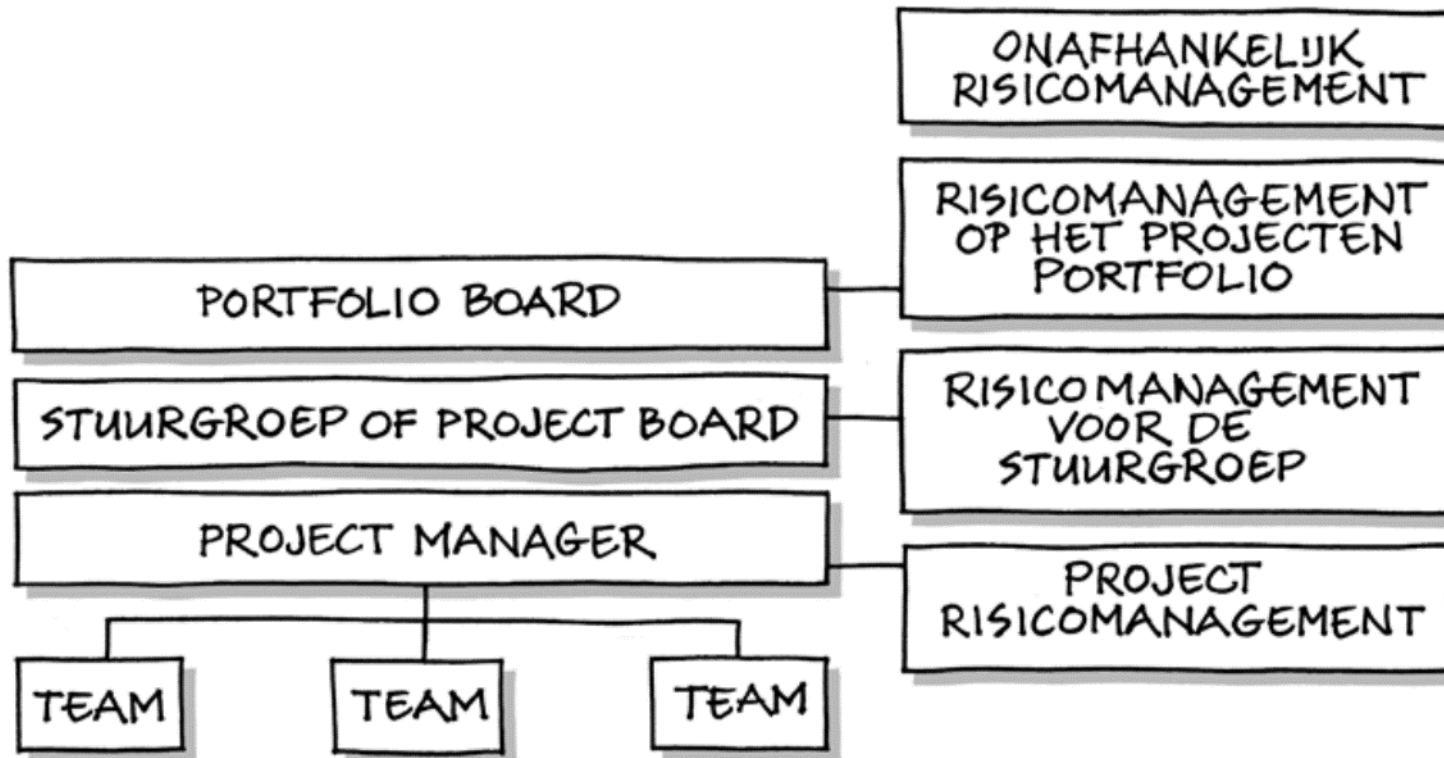 ONAFHANKELIJK
RISICOMANAGEMENT
RISICOMANAGEMENT
OP HET PROJECTEN
PORTFOLIO
PORTFOLIO BOARD
RISICOMANAGEMENT
VOOR DE
STUURGROEP
STUURGROEP OF PROJECT BOARD
PROJECT MANAGER
PROJECT
RISICOMANAGEMENT
TEAM
TEAM
TEAM